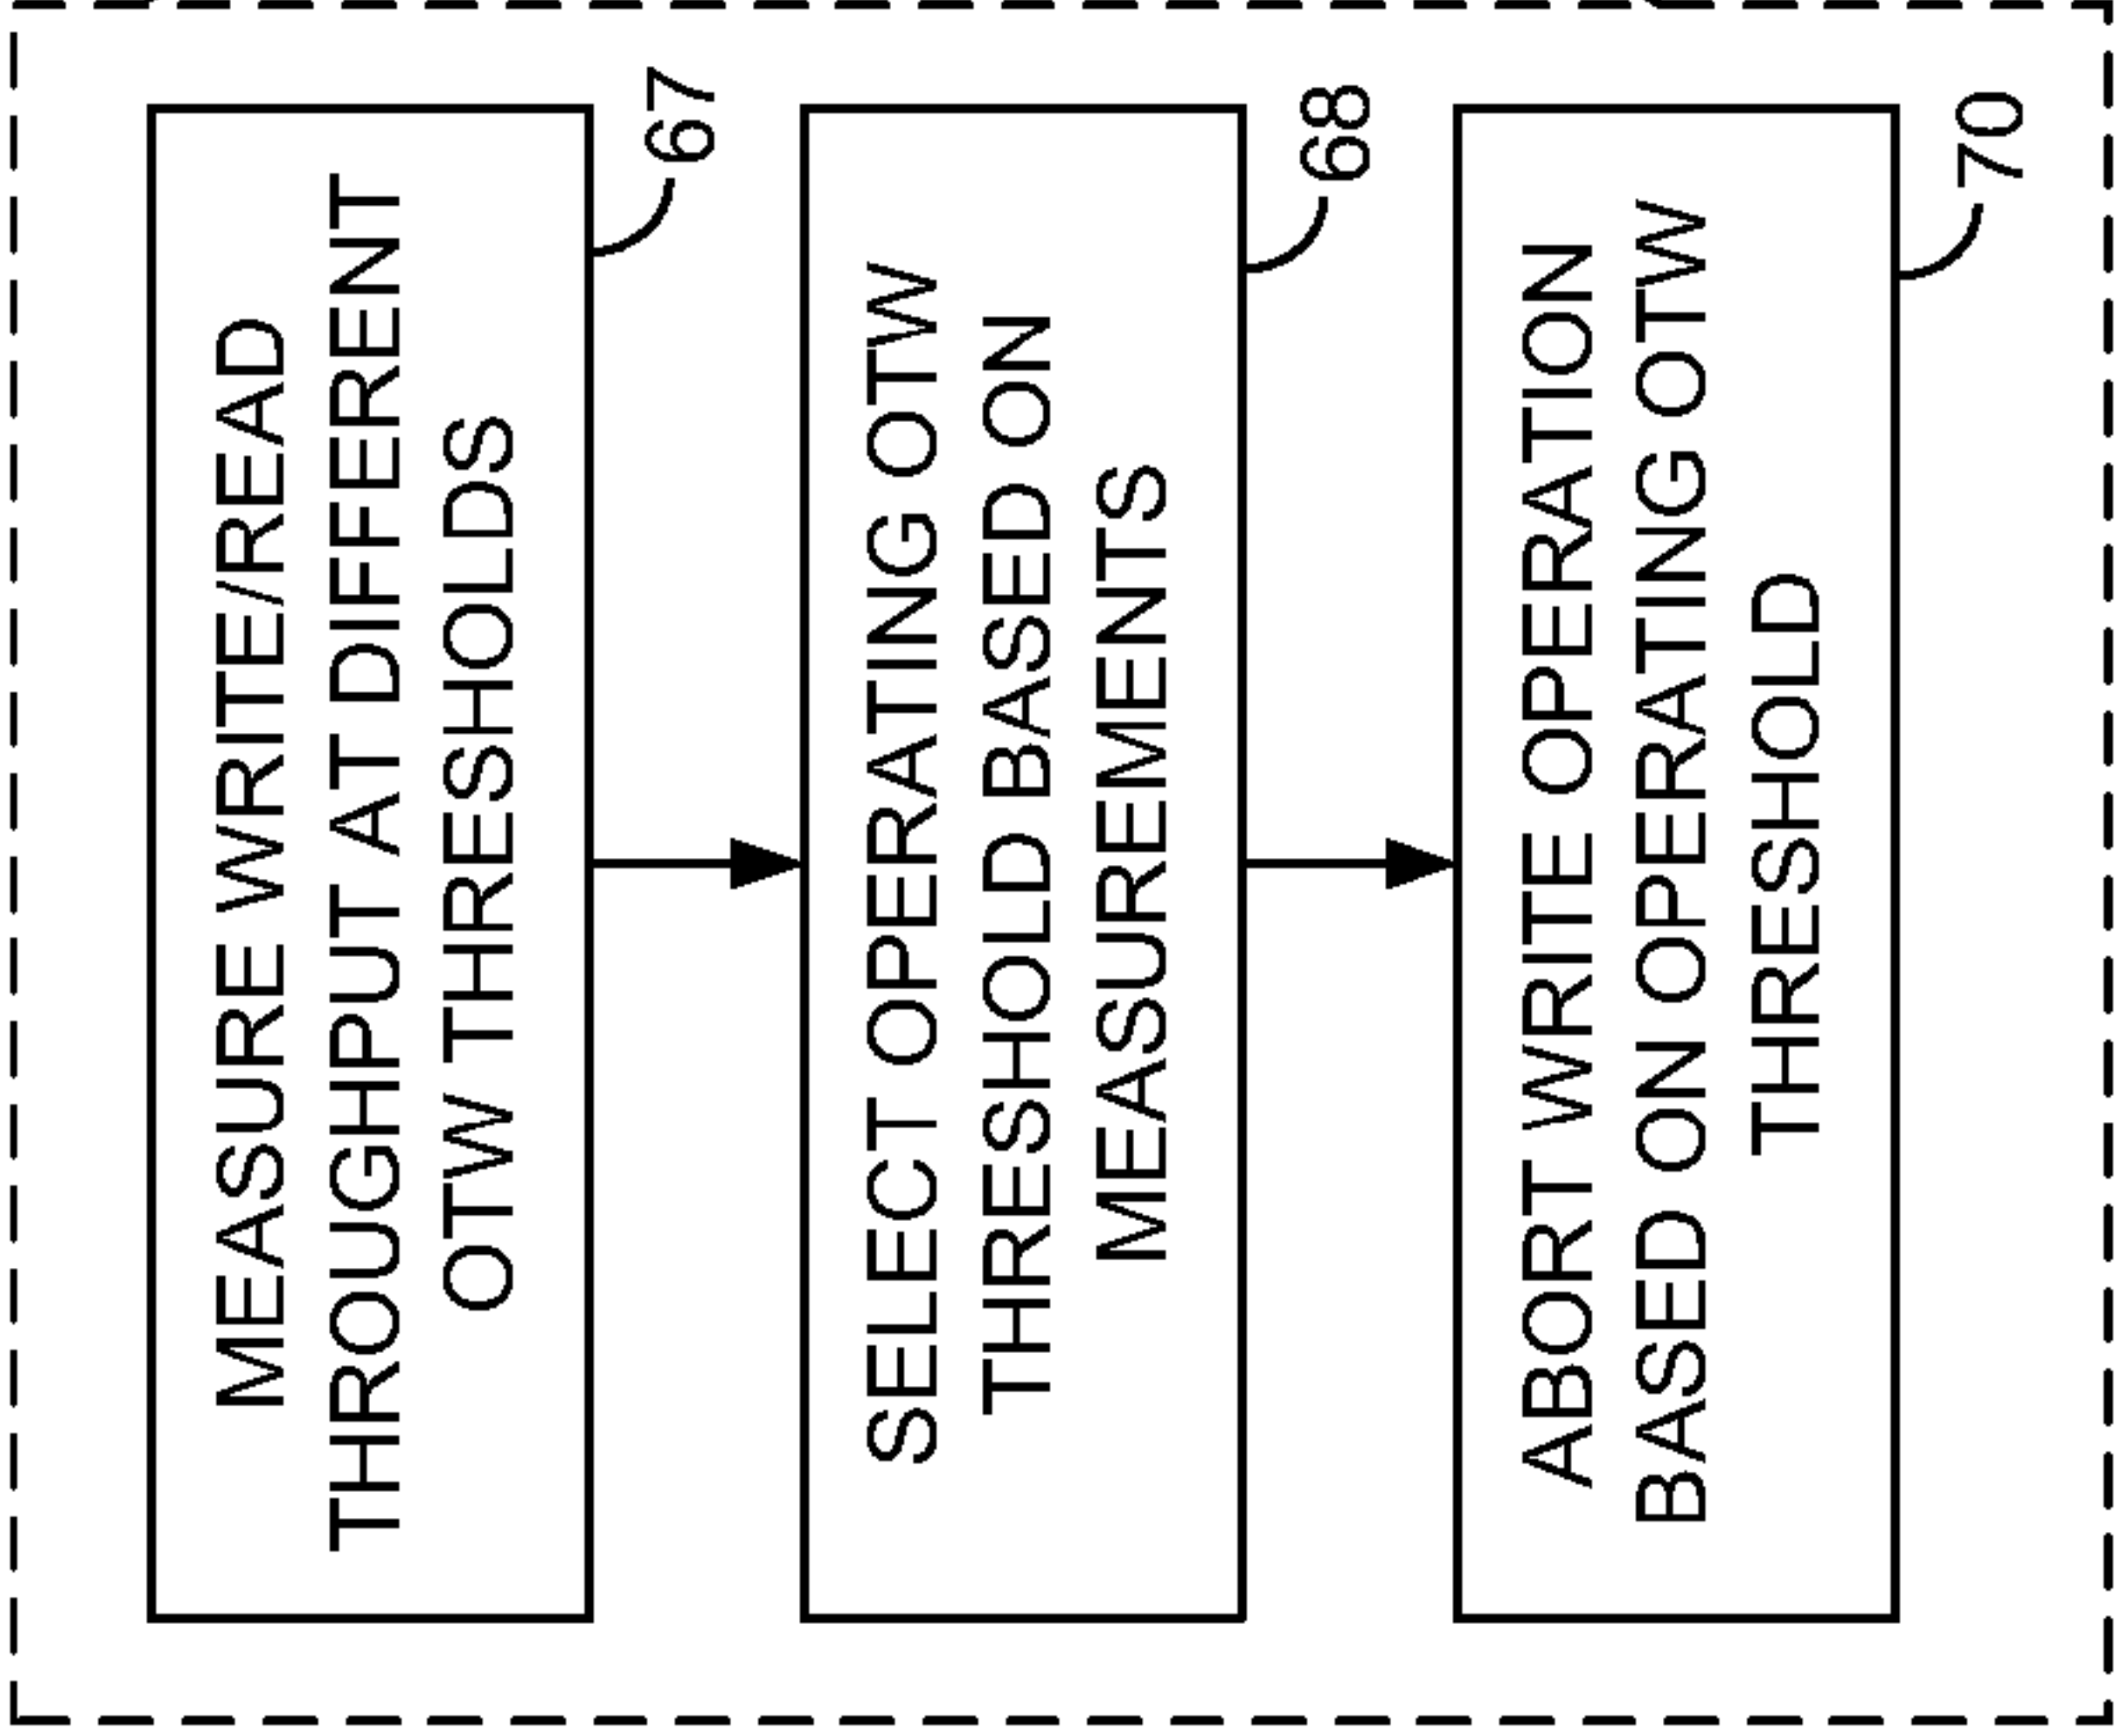 MEASURE WRITE/READ
THROUGHPUT AT DIFFERENT
OTW THRESHOLDS
67
SELECT OPERATING OTW
THRESHOLD BASED ON
MEASUREMENTS
68
ABORT WRITE OPERATION
BASED ON OPERATING OTW
THRESHOLD
70